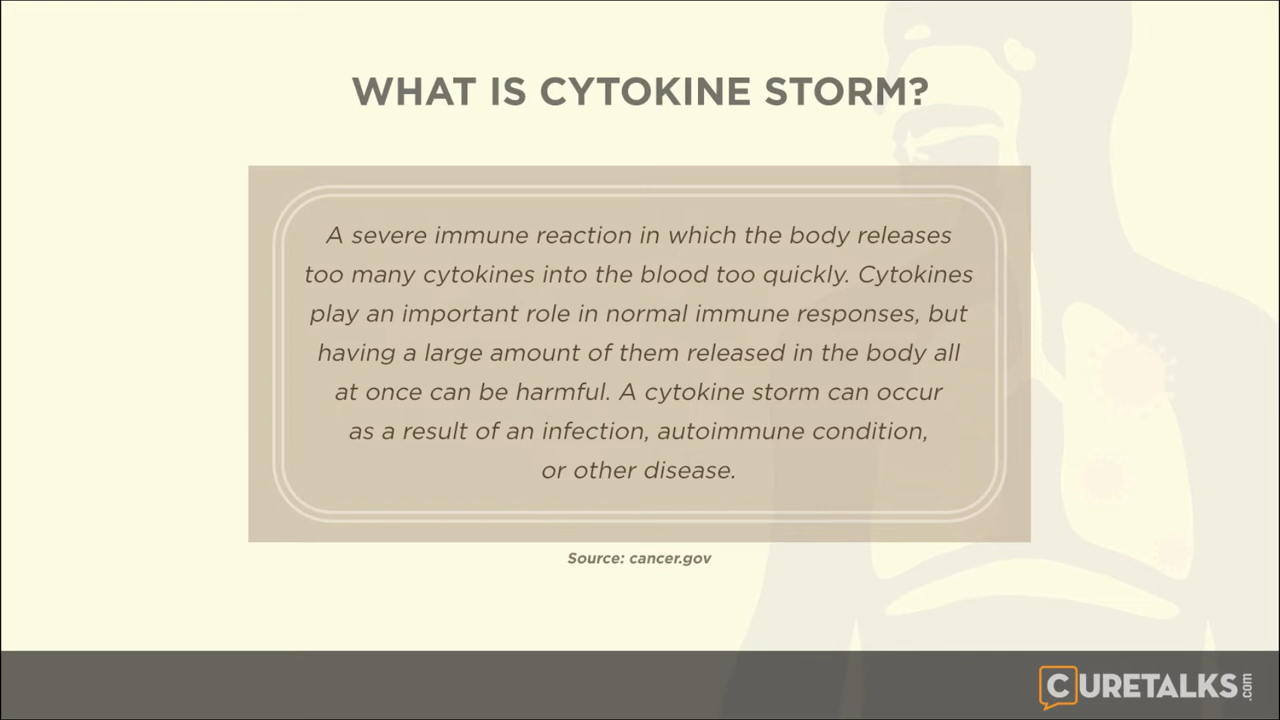 WHAT IS CYTOKINE STORM?
A severe immune reaction in which the body releases
too many cytokines into the blood too quickly. Cytokines
play an important role in normal immune responses, but
having a large amount of them released in the body all
at once can be harmful. A cytokine storm can occur
as a result of an infection, autoimmune condition,
or other disease.
Source: cancer.gov
CURETALKS.com